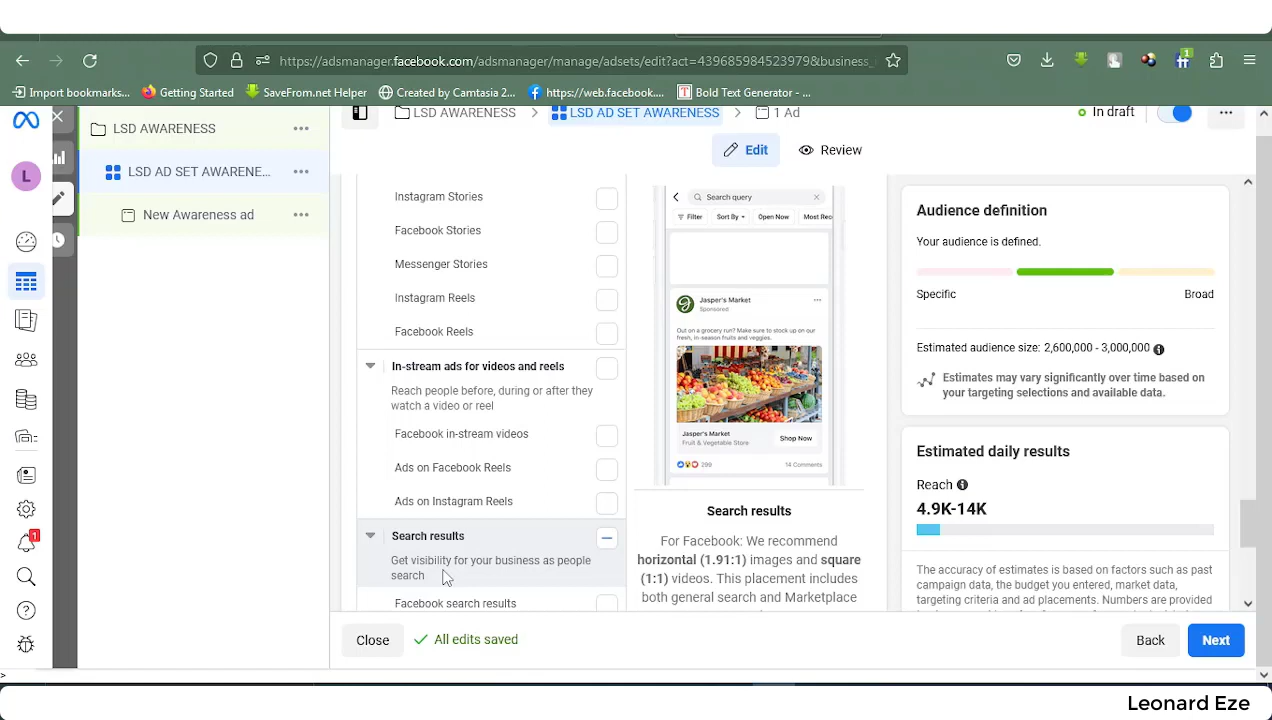 https://adsmanager.facebook.com/adsmanager/manage/adsets/edit?act=439685984523979&business_
1
Import bookmarks...
Getting Started
SaveFrom.net Helper
Created by Camtasia 2...
https://web.facebook....
Bold Text Generator - ...
LSD AWARENESS
LSD AD SET AWARENE...
New Awareness ad
L
1
LSD AWARENESS
LSD AD SET AWARENESS
1 Ad
In draft
Edit
Review
Instagram Stories
Facebook Stories
Messenger Stories
Instagram Reels
Facebook Reels
In-stream ads for videos and reels
Reach people before, during or after they
watch a video or reel
Facebook in-stream videos
Ads on Facebook Reels
Ads on Instagram Reels
Search results
Get visibility for your business as people
search
Facebook search results
Search query
Filter
Sort By
Open Now
Most Rec
Jasper's Market
Sponsored
Out on a grocery run? Make sure to stock up on our
fresh, in-season fruits and veggies.
Jasper's Market
Fruit & Vegetable Store
Shop Now
299
14 Comments
Search results
For Facebook: We recommend
horizontal (1.91:1) images and square
(1:1) videos. This placement includes
both general search and Marketplace
Audience definition
Your audience is defined.
Specific
Broad
Estimated audience size: 2,600,000 - 3,000,000
Estimates may vary significantly over time based on
your targeting selections and available data.
Estimated daily results
Reach
4.9K-14K
The accuracy of estimates is based on factors such as past
campaign data, the budget you entered, market data,
targeting criteria and ad placements. Numbers are provided
Close
All edits saved
Back
Next
>
Leonard Eze